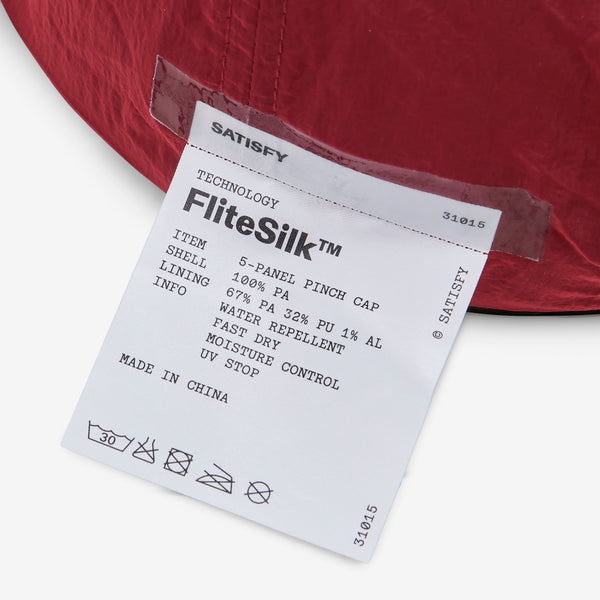 SATISFY
31015
TECHNOLOGY
FliteSilk™
ITEM 5-PANEL PINCH CAP
SHELL 100% PA
LINING 67% PA 32% PU 1% AL
INFO WATER REPELLENT
FAST DRY
MOISTURE CONTROL
UV STOP
MADE IN CHINA
© SATISFY
30
31015